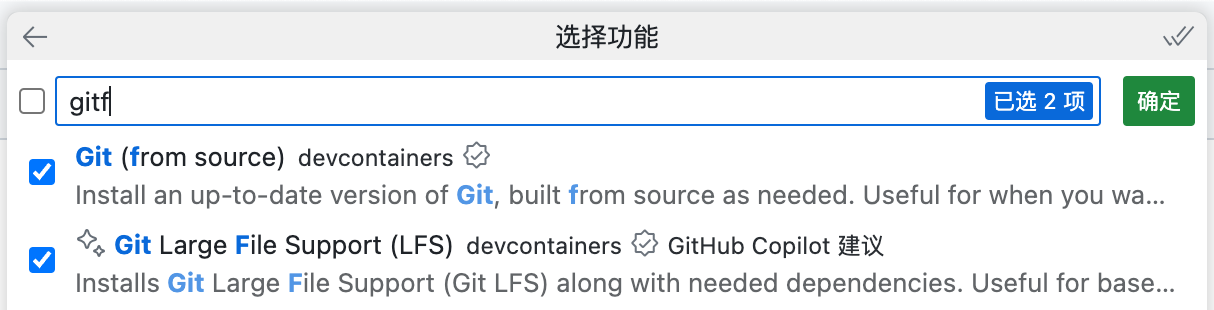 选择功能
gitf 已选 2 项 确定
Git (from source) devcontainers
Install an up-to-date version of Git, built from source as needed. Useful for when you wa...
Git Large File Support (LFS) devcontainers GitHub Copilot 建议
Installs Git Large File Support (Git LFS) along with needed dependencies. Useful for base...